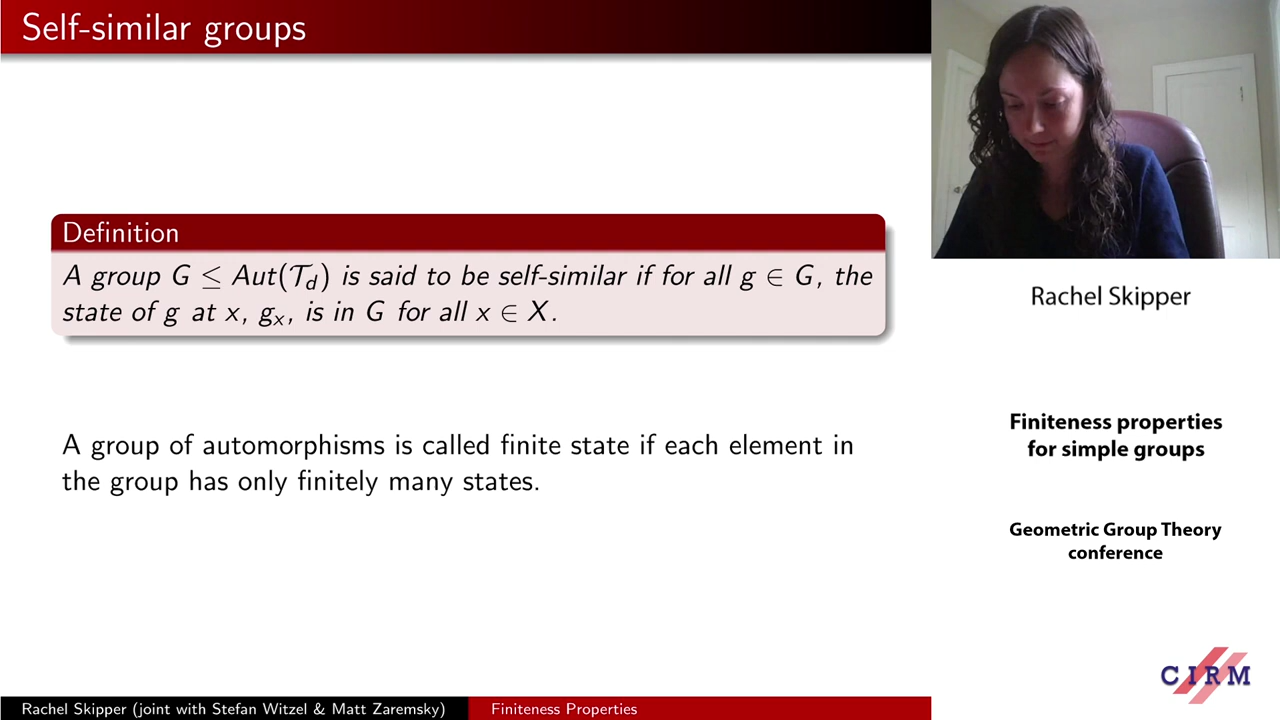 Self-similar groups
Definition
A group G ≤ Aut(𝒯_d) is said to be self-similar if for all g ∈ G, the
state of g at x, g_x, is in G for all x ∈ X.
A group of automorphisms is called finite state if each element in
the group has only finitely many states.
Rachel Skipper (joint with Stefan Witzel & Matt Zaremsky)
Finiteness Properties
Rachel Skipper
Finiteness properties
for simple groups
Geometric Group Theory
conference
CIRM